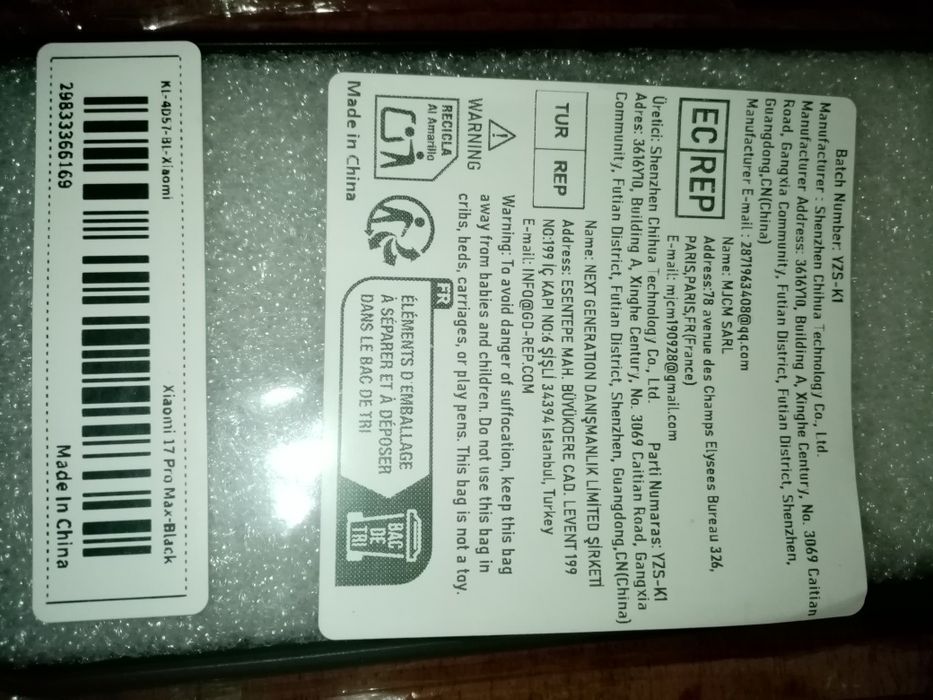 Batch Number: YZS-K1
Manufacturer : Shenzhen Chihua Technology Co., Ltd.
Manufacturer Address: 3616Y10, Building A, Xinghe Century, No. 3069 Caitian
Road, Gangxia Community, Futian District, Futian District, Shenzhen,
Guangdong,CN(China)
Manufacturer E-mail : 2871963408@qq.com
EC REP
Name: MJCM SARL
Address:78 avenue des Champs Elysees Bureau 326,
PARIS,PARIS,FR(France)
E-mail: mjcm190928@gmail.com
Üretici: Shenzhen Chihua Technology Co., Ltd. Parti Numaras: YZS-K1
Adres: 3616Y10, Building A, Xinghe Century, No. 3069 Caitian Road, Gangxia
Community, Futian District, Futian District, Shenzhen, Guangdong,CN(China)
TUR REP
Name: NEXT GENERATION DANIŞMANLIK LİMİTED ŞİRKETİ
Address: ESENTEPE MAH. BÜYÜKDERE CAD. LEVENT 199
NO:199 İÇ KAPI NO:6 ŞİŞLİ 34394 Istanbul, Turkey
E-mail: INFO@GD-REP.COM
WARNING
Warning: To avoid danger of suffocation, keep this bag
away from babies and children. Do not use this bag in
cribs, beds, carriages, or play pens. This bag is not a toy.
RECICLA
Al Amarillo
FR
ÉLÉMENTS D EMBALLAGE
À SÉPARER ET À DÉPOSER
DANS LE BAC DE TRI
BAC
DE
TRI
Made in China
KI-4D57-BL-Xiaomi
Xiaomi 17 Pro Max-Black
2983366169
Made In China